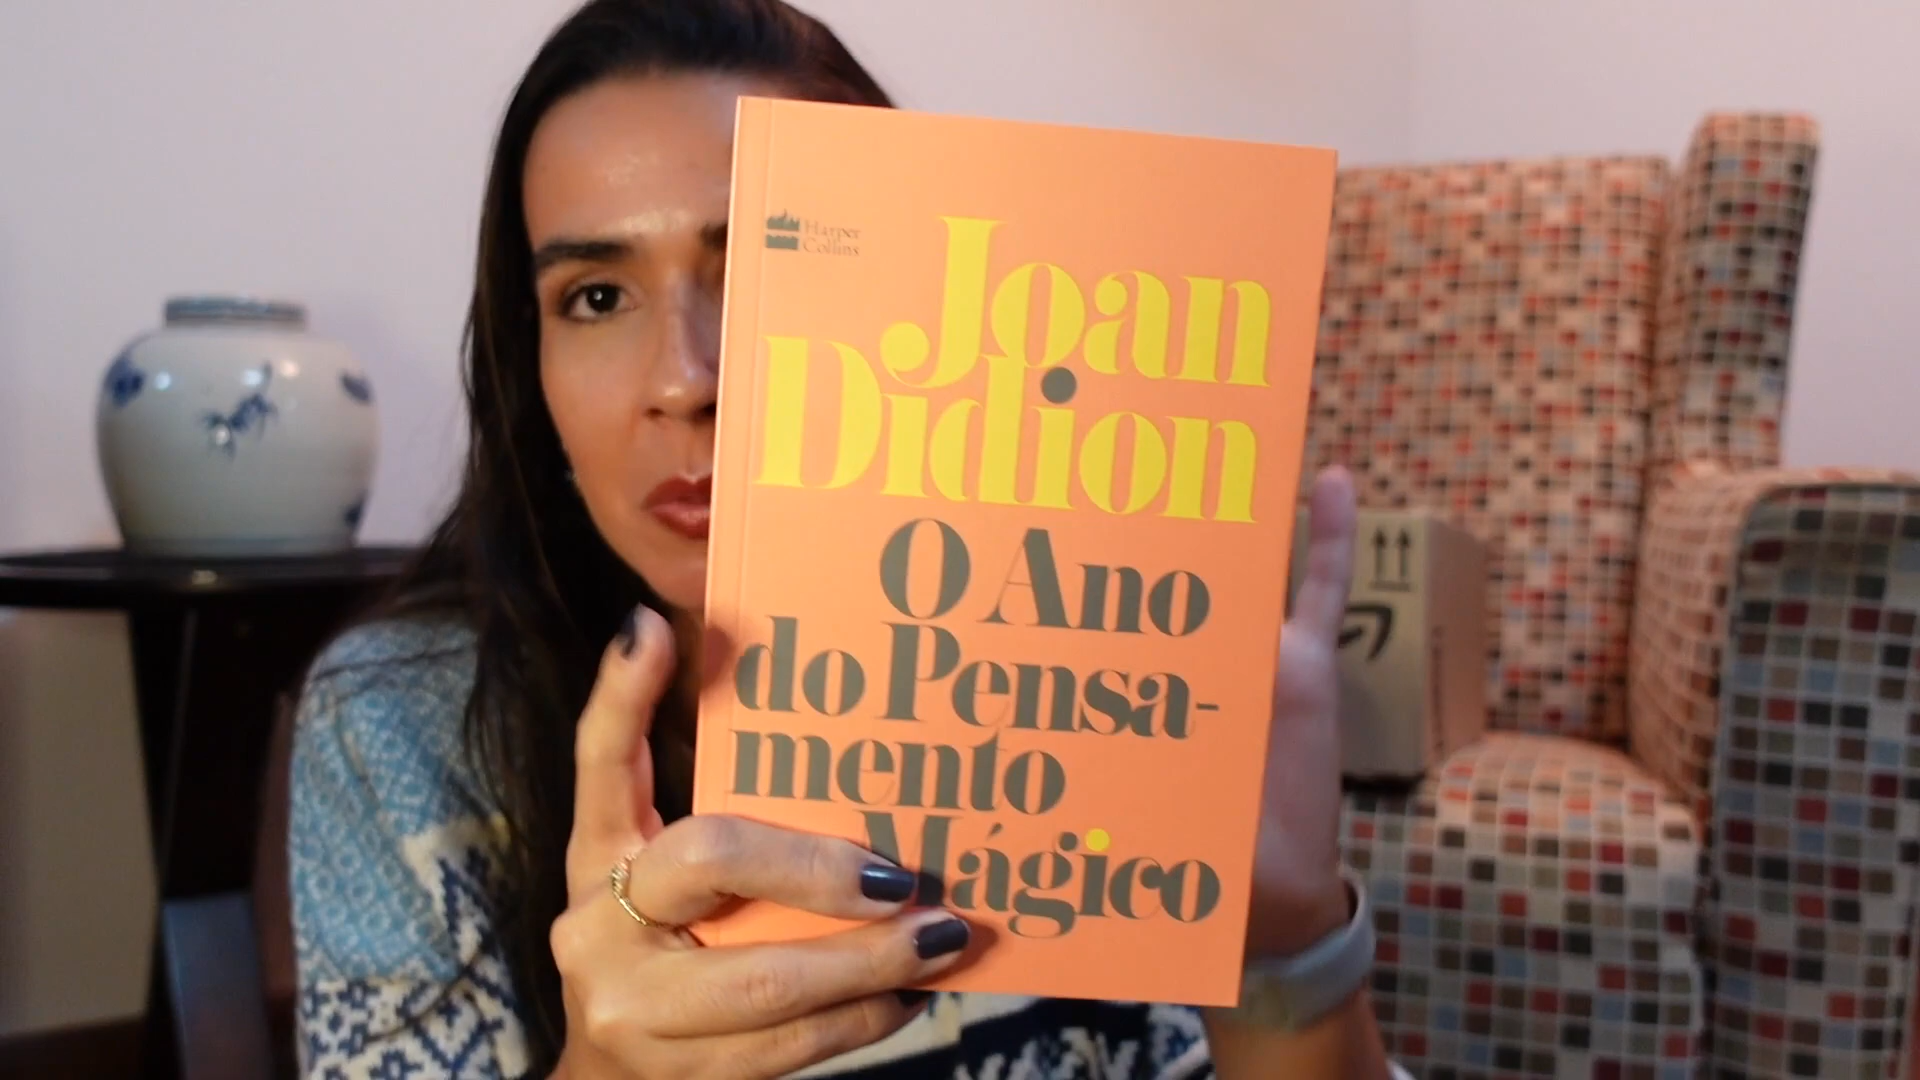 Harper
Collins
Joan
Didion
O Ano
do Pensa-
mento
Mágico